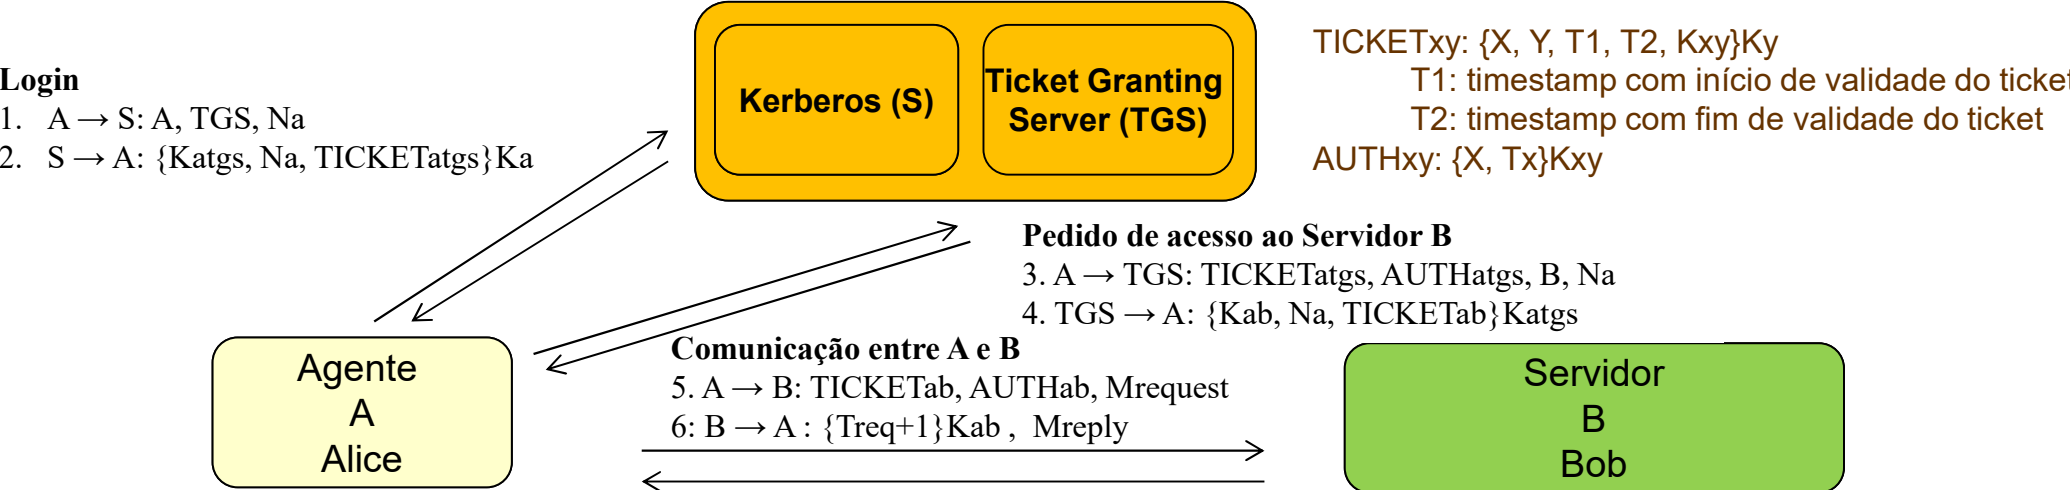 Login
1. A → S: A, TGS, Na
2. S → A: {Katgs, Na, TICKETatgs}Ka
Kerberos (S)
Ticket Granting
Server (TGS)
TICKETxy: {X, Y, T1, T2, Kxy}Ky
T1: timestamp com início de validade do ticket
T2: timestamp com fim de validade do ticket
AUTHxy: {X, Tx}Kxy
Pedido de acesso ao Servidor B
3. A → TGS: TICKETatgs, AUTHatgs, B, Na
4. TGS → A: {Kab, Na, TICKETab}Katgs
Comunicação entre A e B
5. A → B: TICKETab, AUTHab, Mrequest
6: B → A : {Treq+1}Kab , Mreply
Agente
A
Alice
Servidor
B
Bob